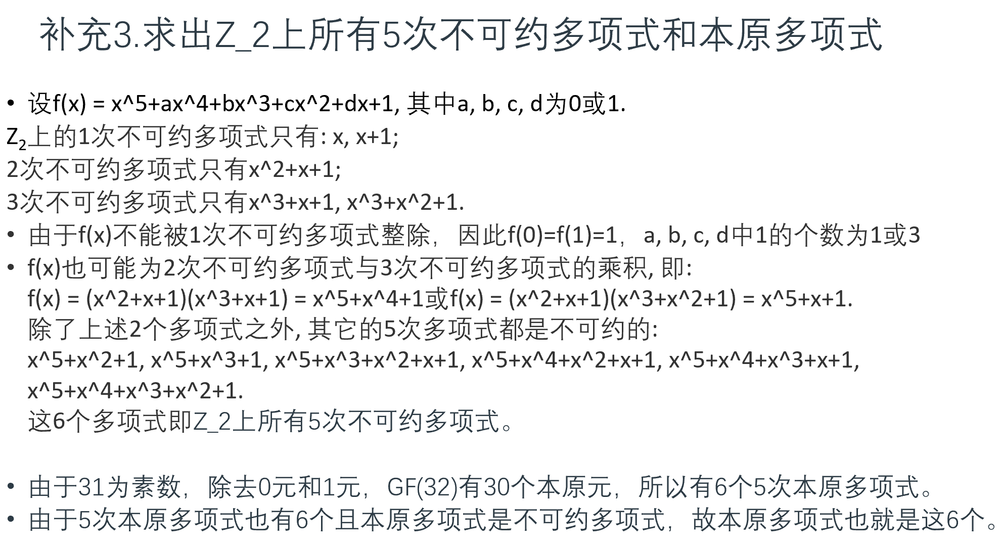 补充3.求出Z_2上所有5次不可约多项式和本原多项式
• 设f(x) = x^5+ax^4+bx^3+cx^2+dx+1, 其中a, b, c, d为0或1.
Z₂上的1次不可约多项式只有: x, x+1;
2次不可约多项式只有x^2+x+1;
3次不可约多项式只有x^3+x+1, x^3+x^2+1.
• 由于f(x)不能被1次不可约多项式整除，因此f(0)=f(1)=1，a, b, c, d中1的个数为1或3
• f(x)也可能为2次不可约多项式与3次不可约多项式的乘积, 即:
f(x) = (x^2+x+1)(x^3+x+1) = x^5+x^4+1或f(x) = (x^2+x+1)(x^3+x^2+1) = x^5+x+1.
除了上述2个多项式之外, 其它的5次多项式都是不可约的:
x^5+x^2+1, x^5+x^3+1, x^5+x^3+x^2+x+1, x^5+x^4+x^2+x+1, x^5+x^4+x^3+x+1,
x^5+x^4+x^3+x^2+1.
这6个多项式即Z_2上所有5次不可约多项式。
• 由于31为素数，除去0元和1元，GF(32)有30个本原元，所以有6个5次本原多项式。
• 由于5次本原多项式也有6个且本原多项式是不可约多项式，故本原多项式也就是这6个。